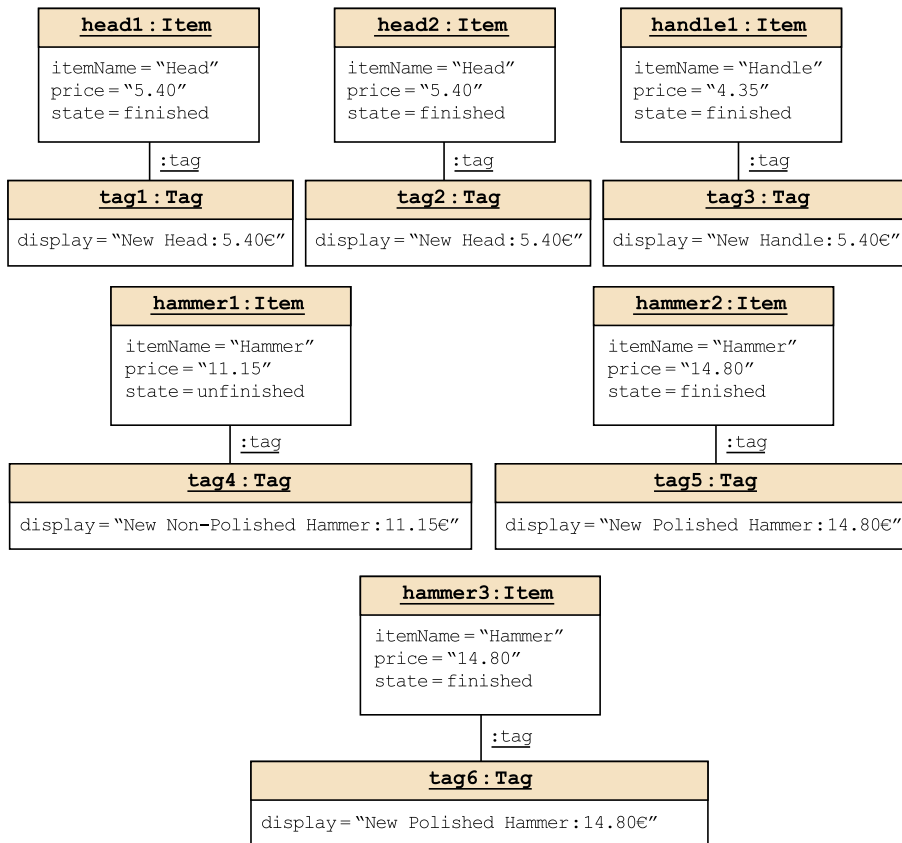 head1:Item head2:Item handle1:Item
itemName=“Head” itemName=“Head” itemName=“Handle”
price=“5.40” price=“5.40” price=“4.35”
state=finished state=finished state=finished
:tag :tag :tag
tag1:Tag tag2:Tag tag3:Tag
display=“New Head:5.40€” display=“New Head:5.40€” display=“New Handle:5.40€”
hammer1:Item hammer2:Item
itemName=“Hammer” itemName=“Hammer”
price=“11.15” price=“14.80”
state=unfinished state=finished
:tag :tag
tag4:Tag tag5:Tag
display=“New Non-Polished Hammer:11.15€” display=“New Polished Hammer:14.80€”
hammer3:Item
itemName=“Hammer”
price=“14.80”
state=finished
:tag
tag6:Tag
display=“New Polished Hammer:14.80€”